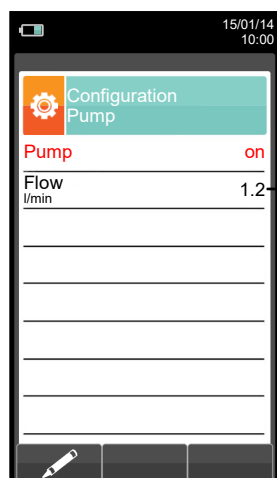 15/01/14
10:00
Configuration
Pump
Pump on
Flow 1.2
l/min